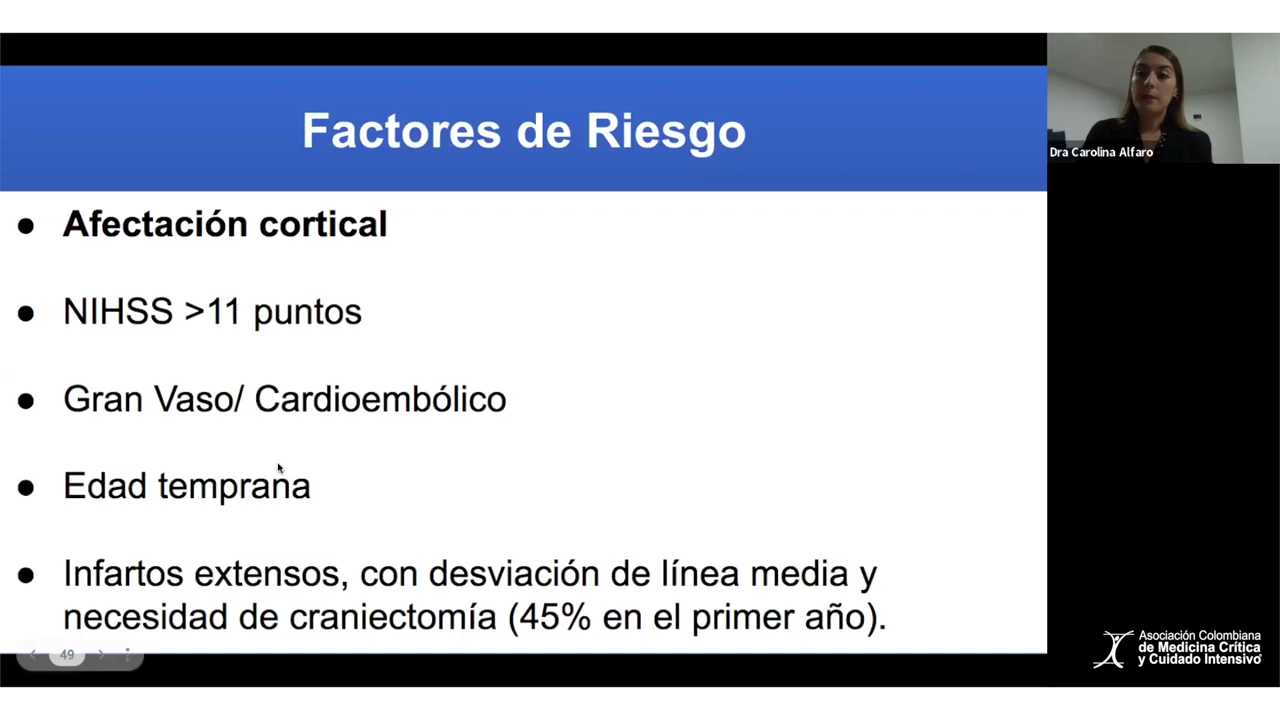 Factores de Riesgo
Dra Carolina Alfaro
● Afectación cortical
● NIHSS >11 puntos
● Gran Vaso/ Cardioembólico
● Edad temprana
● Infartos extensos, con desviación de línea media y
necesidad de craniectomía (45% en el primer año).
49
Asociación Colombiana
de Medicina Crítica
y Cuidado Intensivo